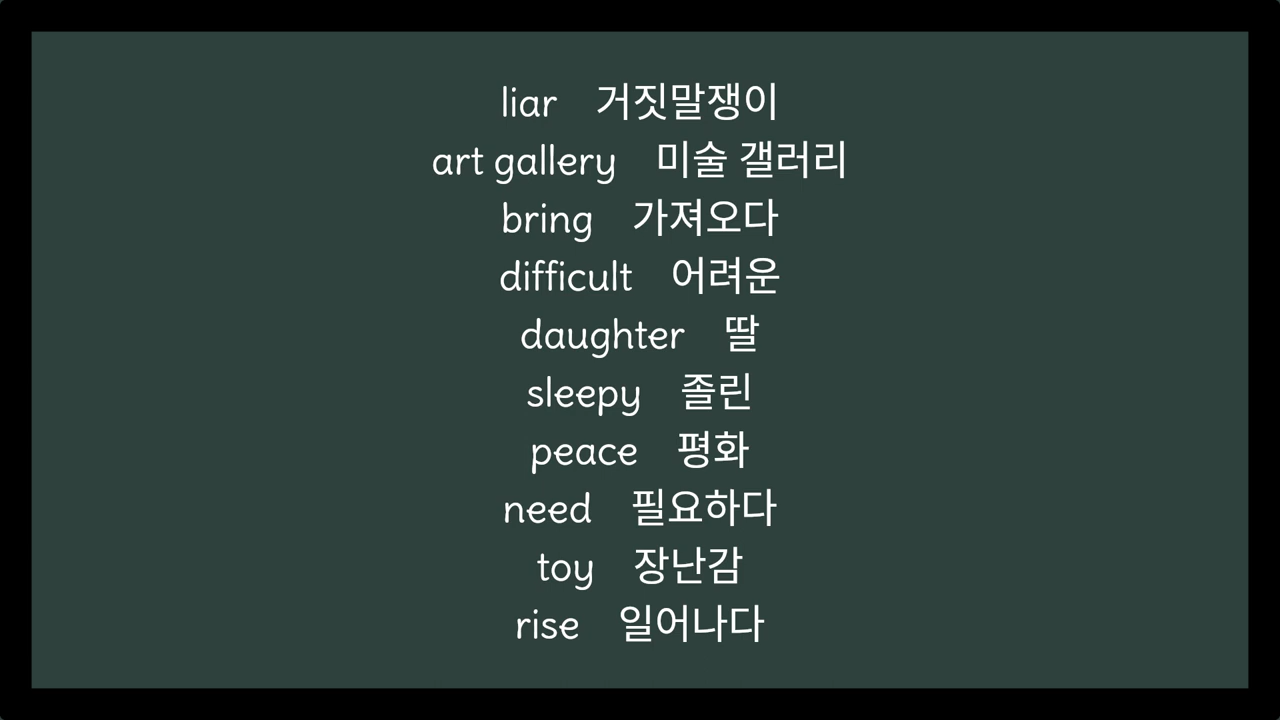 liar 거짓말쟁이
art gallery 미술 갤러리
bring 가져오다
difficult 어려운
daughter 딸
sleepy 졸린
peace 평화
need 필요하다
toy 장난감
rise 일어나다